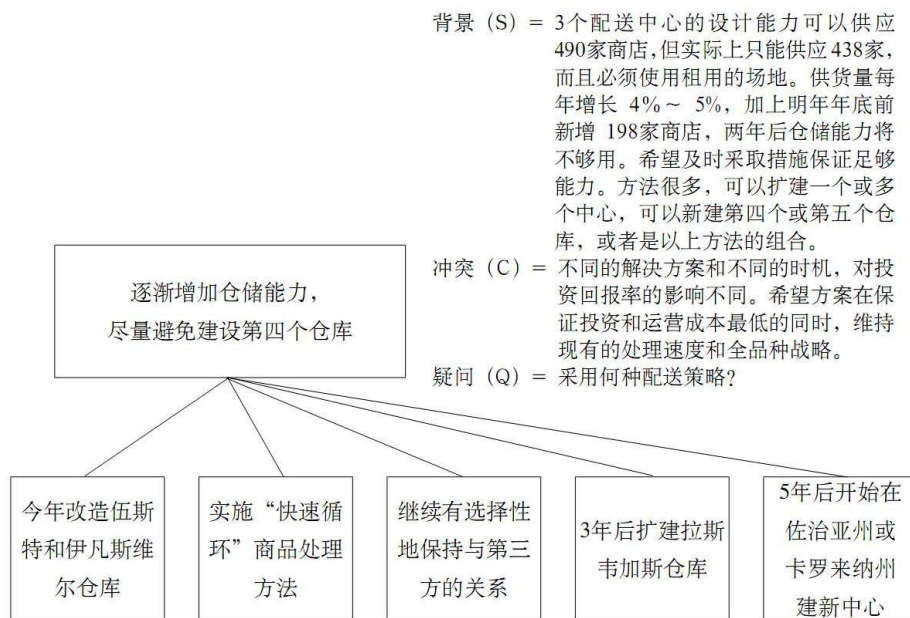 背景（S）= 3个配送中心的设计能力可以供应
490家商店,但实际上只能供应438家,
而且必须使用租用的场地。供货量每
年增长 4%～ 5%，加上明年年底前
新增 198家商店，两年后仓储能力将
不够用。希望及时采取措施保证足够
能力。方法很多，可以扩建一个或多
个中心，可以新建第四个或第五个仓
库，或者是以上方法的组合。
冲突（C）= 不同的解决方案和不同的时机，对投
资回报率的影响不同。希望方案在保
证投资和运营成本最低的同时，维持
现有的处理速度和全品种战略。
疑问（Q）= 采用何种配送策略？
逐渐增加仓储能力，
尽量避免建设第四个仓库
今年改造伍斯
特和伊凡斯维
尔仓库
实施“快速循
环”商品处理
方法
继续有选择性
地保持与第三
方的关系
3年后扩建拉斯
韦加斯仓库
5年后开始在
佐治亚州或
卡罗来纳州
建新中心